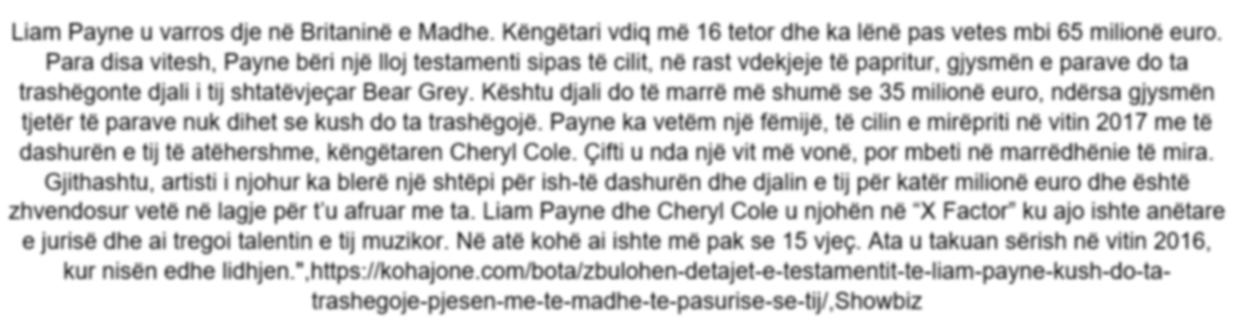 Liam Payne u varros dje në Britaninë e Madhe. Këngëtari vdiq më 16 tetor dhe ka lënë pas vetes mbi 65 milionë euro.
Para disa vitesh, Payne bëri një lloj testamenti sipas të cilit, në rast vdekjeje të papritur, gjysmën e parave do ta
trashëgonte djali i tij shtatëvjeçar Bear Grey. Kështu djali do të marrë më shumë se 35 milionë euro, ndërsa gjysmën
tjetër të parave nuk dihet se kush do ta trashëgojë. Payne ka vetëm një fëmijë, të cilin e mirëpriti në vitin 2017 me të
dashurën e tij të atëhershme, këngëtaren Cheryl Cole. Çifti u nda një vit më vonë, por mbeti në marrëdhënie të mira.
Gjithashtu, artisti i njohur ka blerë një shtëpi për ish-të dashurën dhe djalin e tij për katër milionë euro dhe është
zhvendosur vetë në lagje për t’u afruar me ta. Liam Payne dhe Cheryl Cole u njohën në “X Factor” ku ajo ishte anëtare
e jurisë dhe ai tregoi talentin e tij muzikor. Në atë kohë ai ishte më pak se 15 vjeç. Ata u takuan sërish në vitin 2016,
kur nisën edhe lidhjen.",https://kohajone.com/bota/zbulohen-detajet-e-testamentit-te-liam-payne-kush-do-ta-
trashegoje-pjesen-me-te-madhe-te-pasurise-se-tij/,Showbiz